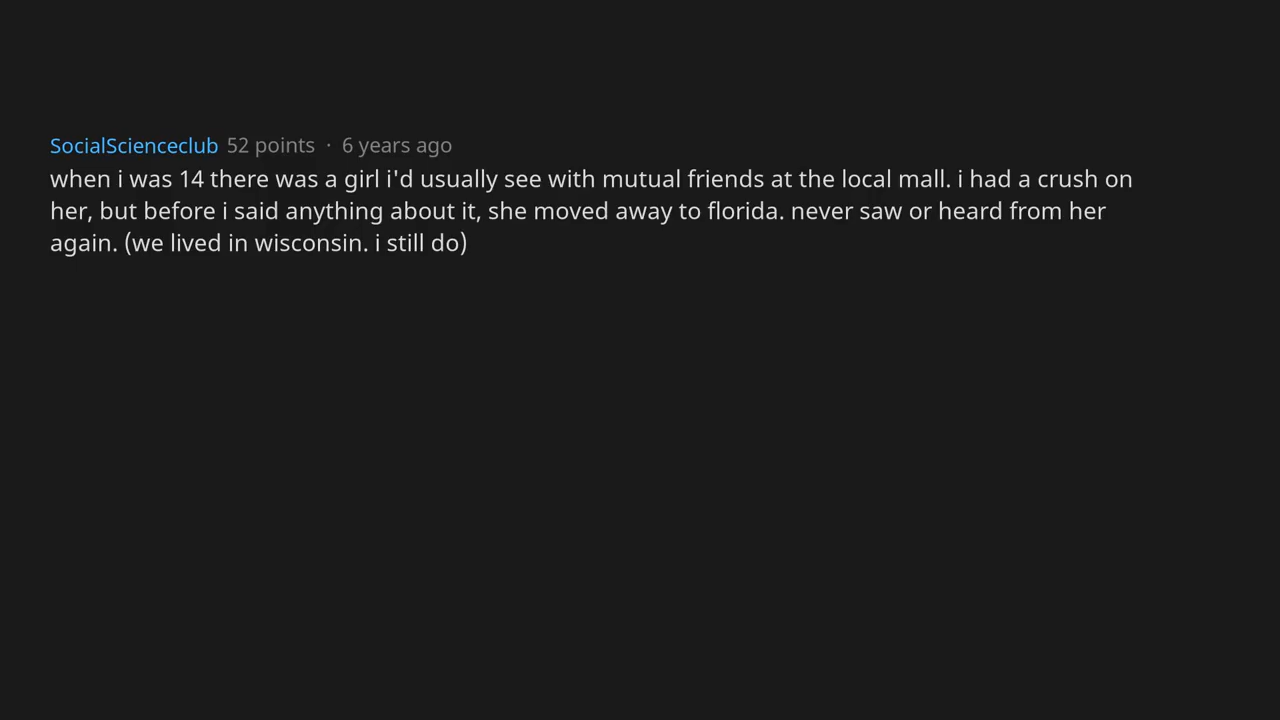 SocialScienceclub 52 points · 6 years ago
when i was 14 there was a girl i'd usually see with mutual friends at the local mall. i had a crush on
her, but before i said anything about it, she moved away to florida. never saw or heard from her
again. (we lived in wisconsin. i still do)